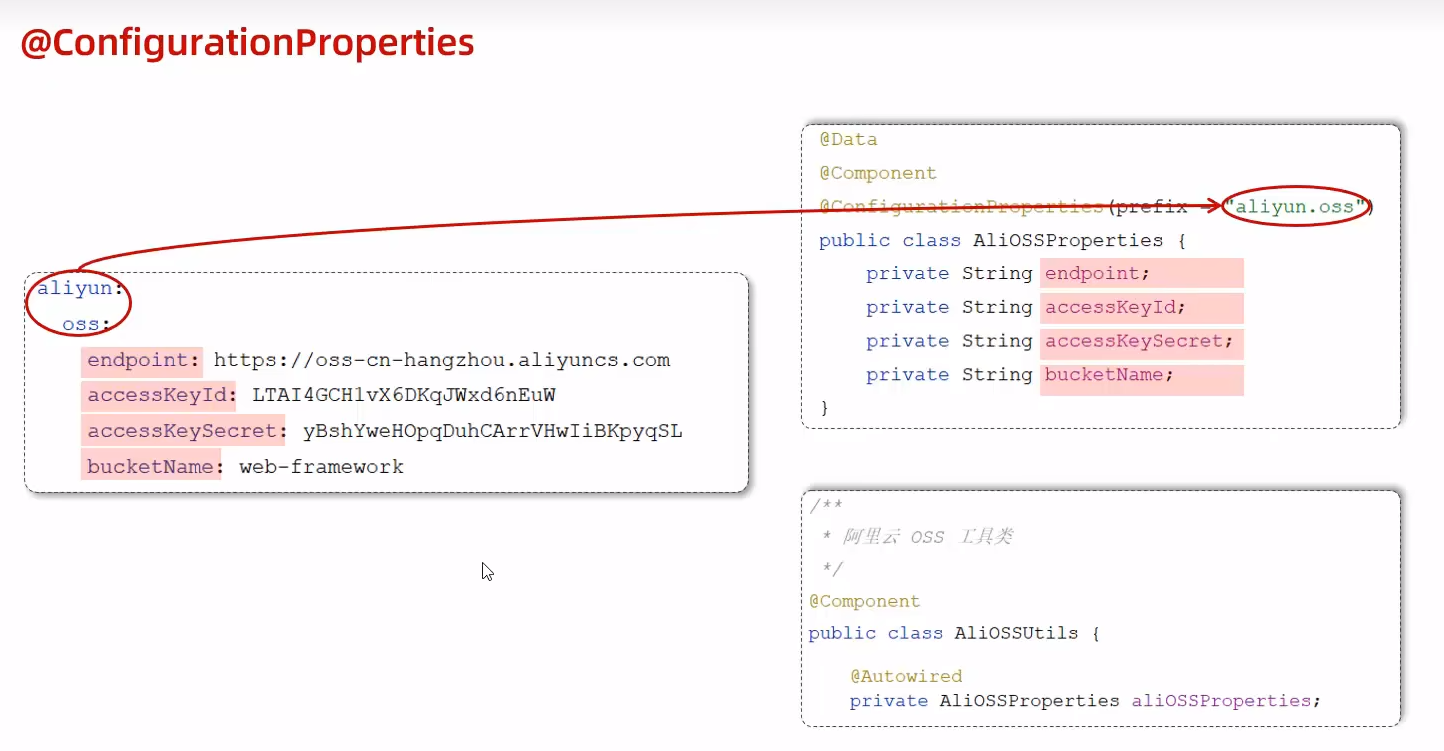 @ConfigurationProperties
aliyun:
oss:
endpoint: https://oss-cn-hangzhou.aliyuncs.com
accessKeyId: LTAI4GCH1vX6DKqJWxd6nEuW
accessKeySecret: yBshYweHOpqDuhCArrVHwIiBKpyqSL
bucketName: web-framework
@Data
@Component
@ConfigurationProperties(prefix = "aliyun.oss")
public class AliOSSProperties {
private String endpoint;
private String accessKeyId;
private String accessKeySecret;
private String bucketName;
}
/**
* 阿里云 OSS 工具类
*/
@Component
public class AliOSSUtils {
@Autowired
private AliOSSProperties aliOSSProperties;